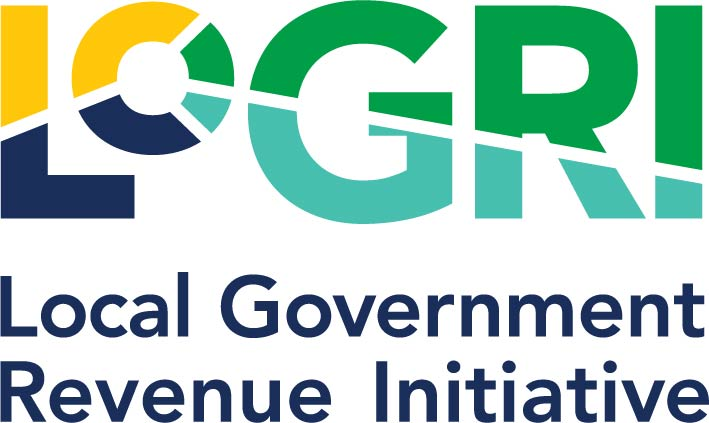 LOGRI
Local Government
Revenue Initiative